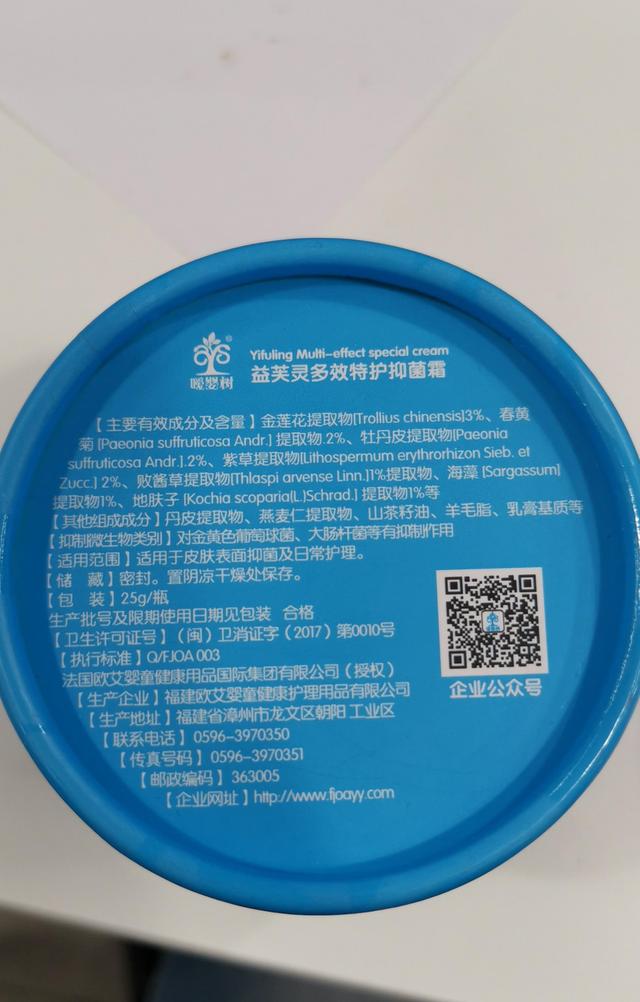 暖婴树®
Yifuling Multi-effect special cream
益芙灵多效特护抑菌霜
【主要有效成分及含量】金莲花提取物[Trollius chinensis]3%、春黄
菊 [Paeonia suffruticosa Andr.] 提取物.2%、牡丹皮提取物[Paeonia
suffruticosa Andr.].2%、紫草提取物[Lithospermum erythrorhizon Sieb. et
Zucc.] 2%、败酱草提取物[Thlaspi arvense Linn.]1%提取物、海藻 [Sargassum]
提取物1%、地肤子 [Kochia scoparia(L.)Schrad.] 提取物1%等
【其他组成成分】丹皮提取物、燕麦仁提取物、山茶籽油、羊毛脂、乳膏基质等
【抑制微生物类别】对金黄色葡萄球菌、大肠杆菌等有抑制作用
【适用范围】适用于皮肤表面抑菌及日常护理。
【储 藏】密封。置阴凉干燥处保存。
【包 装】25g/瓶
生产批号及限期使用日期见包装 合格
【卫生许可证号】（闽）卫消证字（2017）第0010号
【执行标准】Q/FJOA 003
法国欧艾婴童健康用品国际集团有限公司（授权）
【生产企业】福建欧艾婴童健康护理用品有限公司
【生产地址】福建省漳州市龙文区朝阳 工业区
【联系电话】0596-3970350
【传真号码】0596-3970351
【邮政编码】363005
【企业网址】http://www.fjoayy.com
企业公众号